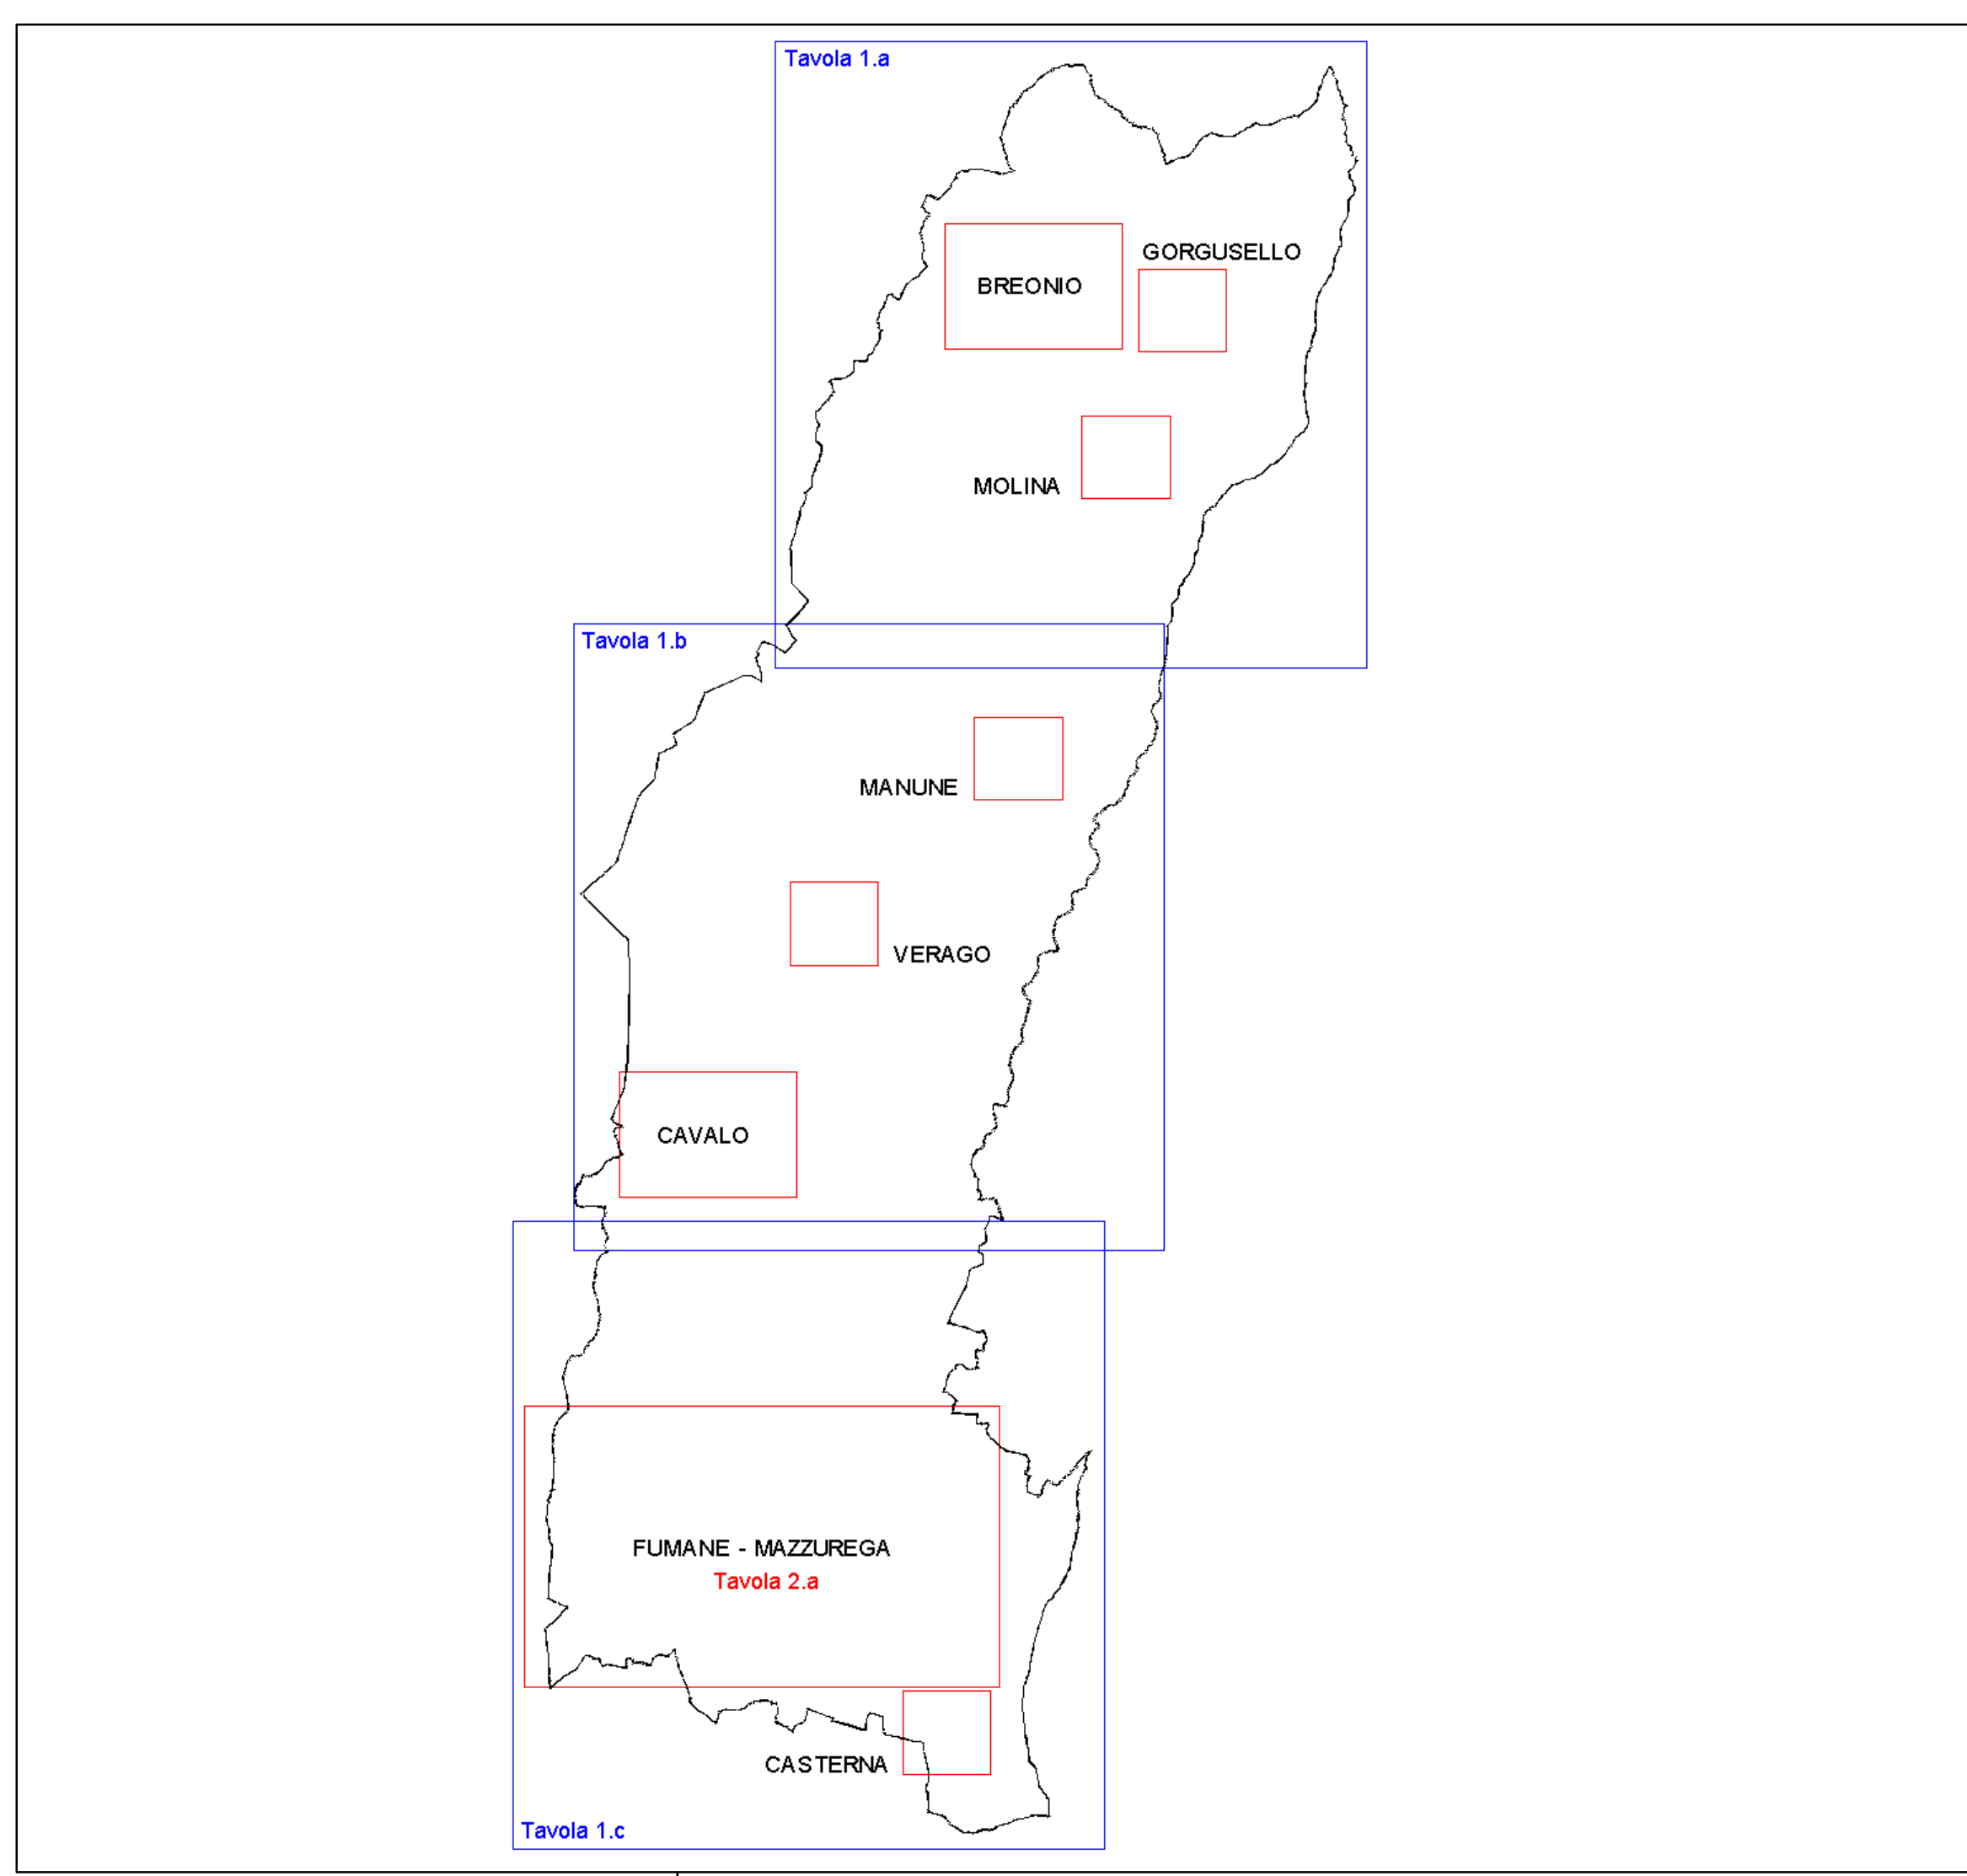 Tavola 1.a
GORGUSELLO
BREONIO
MOLINA
Tavola 1.b
MANUNE
VERAGO
CAVALO
FUMANE - MAZZUREGA
Tavola 2.a
CASTERNA
Tavola 1.c